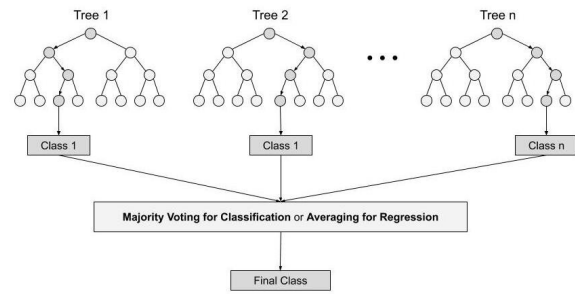 Tree 1 Tree 2 Tree n
Class 1 Class 1 Class n
Majority Voting for Classification or Averaging for Regression
Final Class